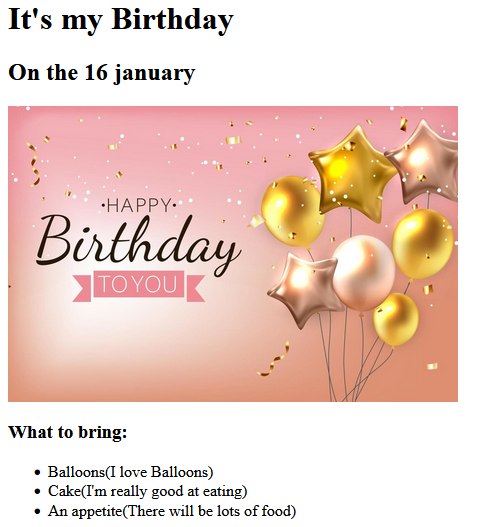 It's my Birthday
On the 16 january
•HAPPY•
Birthday
TO YOU
What to bring:
• Balloons(I love Balloons)
• Cake(I'm really good at eating)
• An appetite(There will be lots of food)